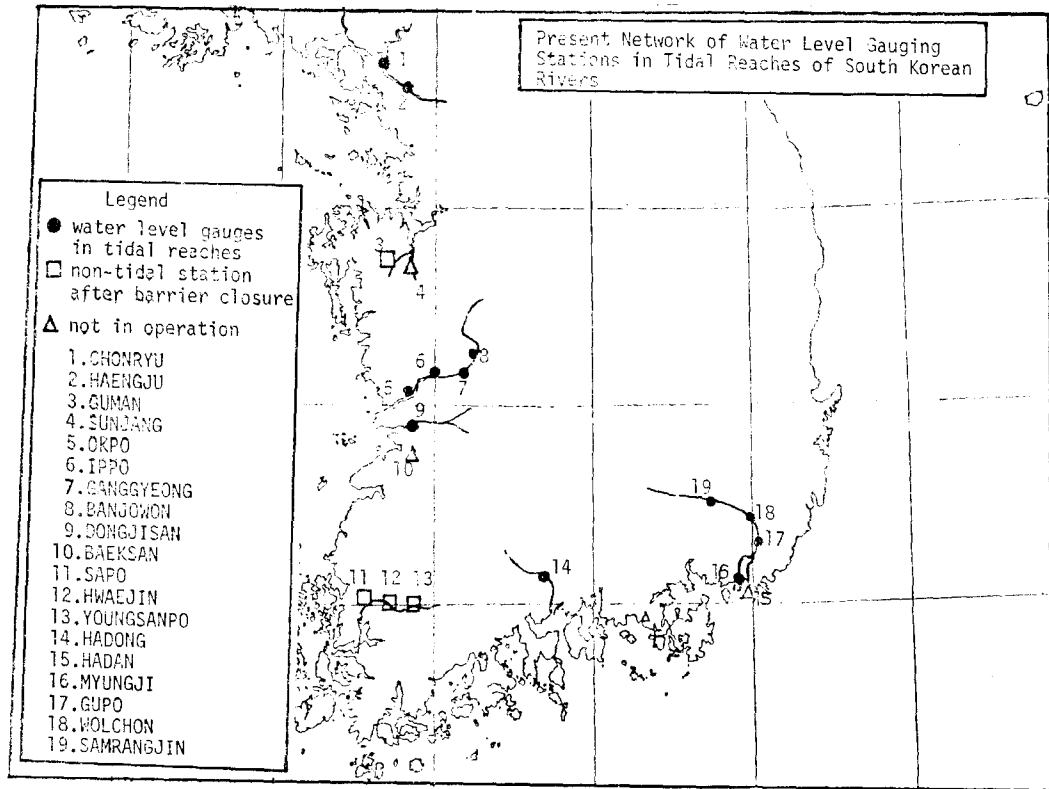 Present Network of Water Level Gauging
Stations in Tidal Reaches of South Korean
Rivers
1
2
Legend
water level gauges
in tidal reaches
non-tidal station
after barrier closure
not in operation
1.CHONRYU
2.HAENGJU
3.GUMAN
4.SUNJANG
5.OKPO
6.IPPO
7.GANGGYEONG
8.BANJOWON
9.DONGJISAN
10.BAEKSAN
11.SAPO
12.HWAEJIN
13.YOUNGSANPO
14.HADONG
15.HADAN
16.MYUNGJI
17.GUPO
18.WOLCHON
19.SAMRANGJIN
3
4
6
8
5
7
9
10
19
18
17
16
14
11 12 13